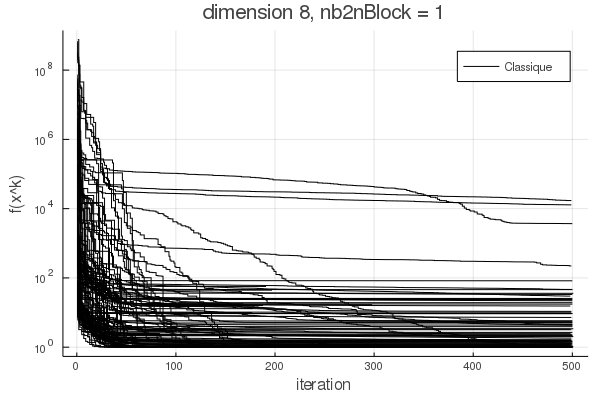 dimension 8, nb2nBlock = 1
Classique
f(x^k)
10^8
10^6
10^4
10^2
10^0
0 100 200 300 400 500
iteration